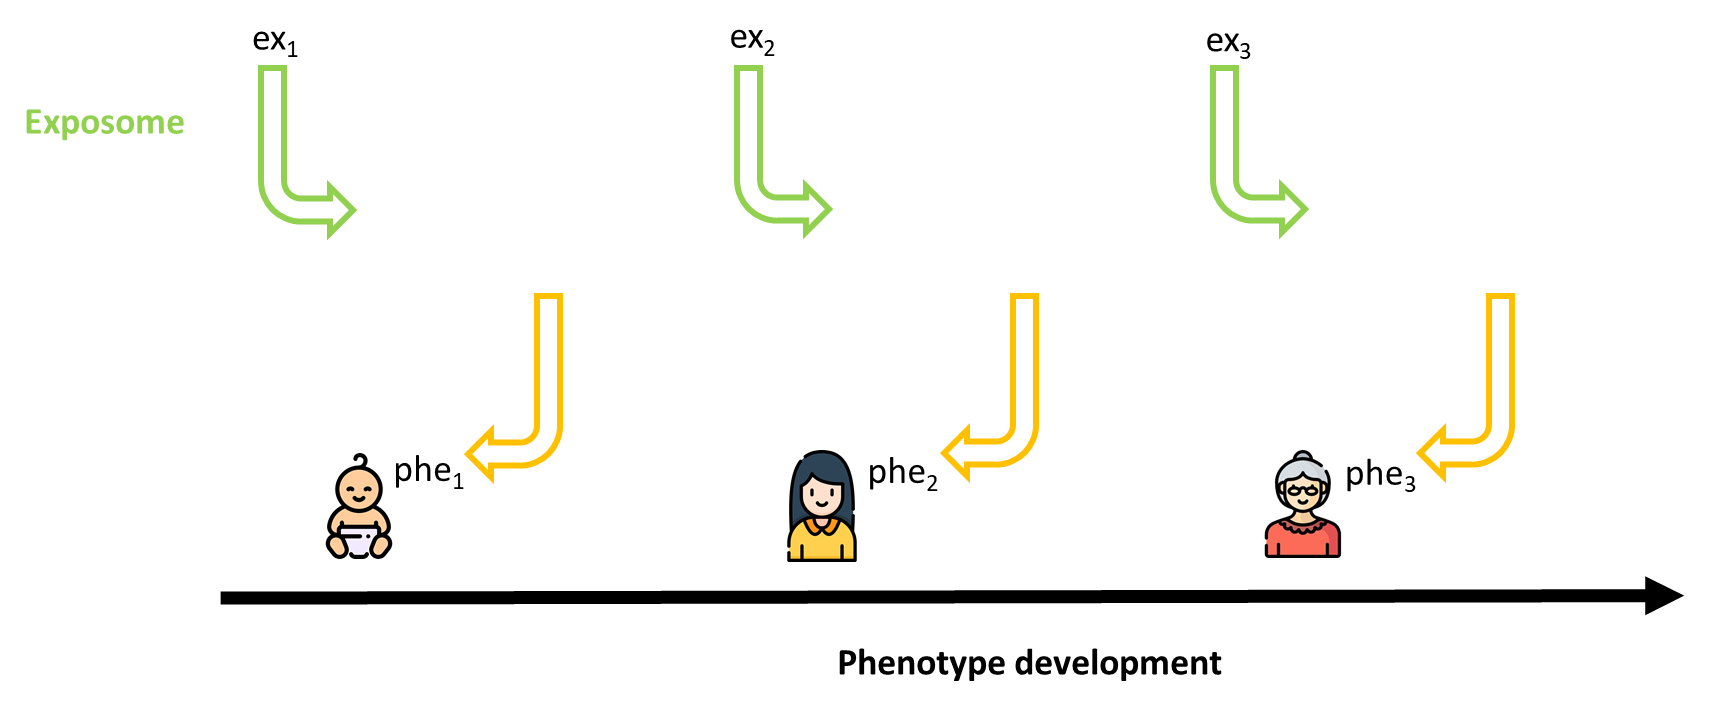 ex₁
ex₂
ex₃
Exposome
phe₁
phe₂
phe₃
Phenotype development